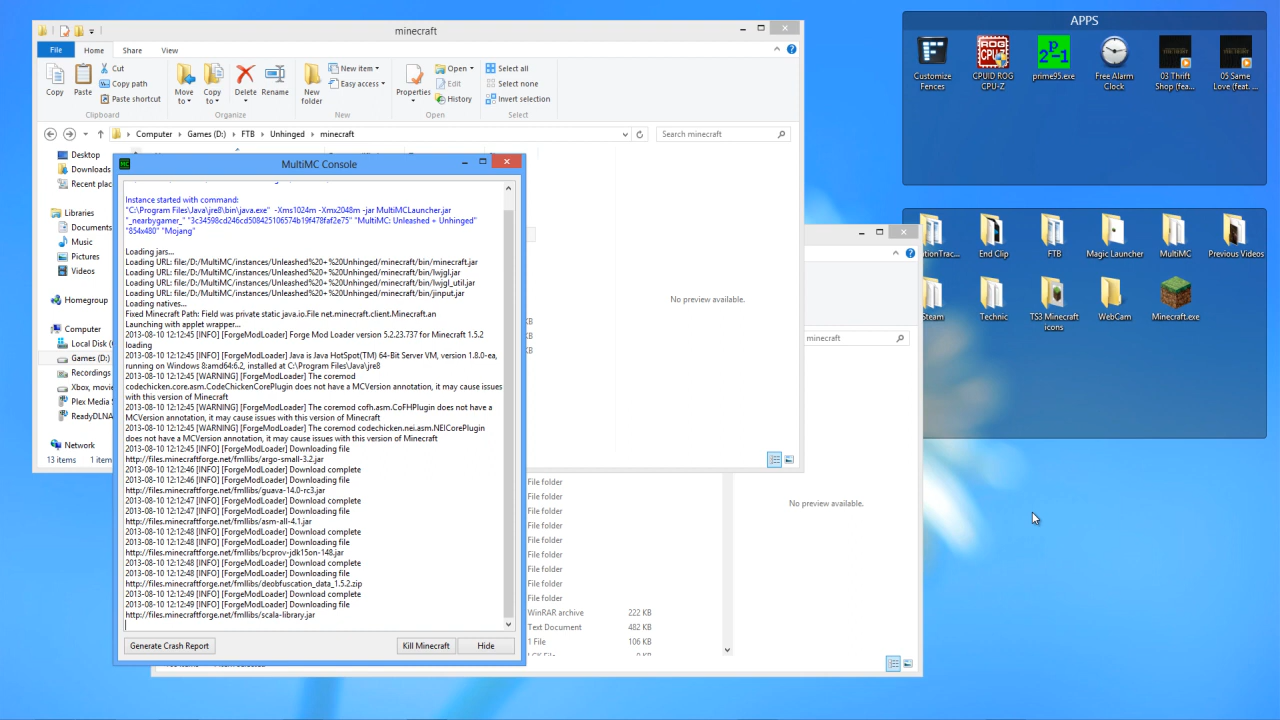 minecraft
File Home Share View
Copy Paste Cut Copy path Paste shortcut
Move to Copy to Delete Rename New folder New item Easy access
Properties Open Edit History Select all Select none Invert selection
Clipboard Organize New Open Select
Computer Games (D:) FTB Unhinged minecraft Search minecraft
Desktop
Downloads
Recent plac
Libraries
Documents
Music
Pictures
Videos
Homegroup
Computer
Local Disk (
Games (D:)
Recordings
Xbox, movie
Plex Media S
ReadyDLNA
Network
13 items 1 item
No preview available.
KB
KB
KB
MultiMC Console
Instance started with command:
"C:\Program Files\Java\jre8\bin\java.exe" -Xms1024m -Xmx2048m -jar MultiMCLauncher.jar
"_nearbygamer_" "3c34598cd246cd508425106574b19f478faf2e75" "MultiMC: Unleashed + Unhinged"
"854x480" "Mojang"
Loading jars...
Loading URL: file:/D:/MultiMC/instances/Unleashed%20+%20Unhinged/minecraft/bin/minecraft.jar
Loading URL: file:/D:/MultiMC/instances/Unleashed%20+%20Unhinged/minecraft/bin/lwjgl.jar
Loading URL: file:/D:/MultiMC/instances/Unleashed%20+%20Unhinged/minecraft/bin/lwjgl_util.jar
Loading URL: file:/D:/MultiMC/instances/Unleashed%20+%20Unhinged/minecraft/bin/jinput.jar
Loading natives...
Fixed Minecraft Path: Field was private static java.io.File net.minecraft.client.Minecraft.an
Launching with applet wrapper...
2013-08-10 12:12:45 [INFO] [ForgeModLoader] Forge Mod Loader version 5.2.23.737 for Minecraft 1.5.2
loading
2013-08-10 12:12:45 [INFO] [ForgeModLoader] Java is Java HotSpot(TM) 64-Bit Server VM, version 1.8.0-ea,
running on Windows 8:amd64:6.2, installed at C:\Program Files\Java\jre8
2013-08-10 12:12:45 [WARNING] [ForgeModLoader] The coremod
codechicken.core.asm.CodeChickenCorePlugin does not have a MCVersion annotation, it may cause issues
with this version of Minecraft
2013-08-10 12:12:45 [WARNING] [ForgeModLoader] The coremod cofh.asm.CoFHPlugin does not have a
MCVersion annotation, it may cause issues with this version of Minecraft
2013-08-10 12:12:45 [WARNING] [ForgeModLoader] The coremod codechicken.nei.asm.NEICorePlugin
does not have a MCVersion annotation, it may cause issues with this version of Minecraft
2013-08-10 12:12:45 [INFO] [ForgeModLoader] Downloading file
http://files.minecraftforge.net/fmllibs/argo-small-3.2.jar
2013-08-10 12:12:46 [INFO] [ForgeModLoader] Download complete
2013-08-10 12:12:46 [INFO] [ForgeModLoader] Downloading file
http://files.minecraftforge.net/fmllibs/guava-14.0-rc3.jar
2013-08-10 12:12:47 [INFO] [ForgeModLoader] Download complete
2013-08-10 12:12:47 [INFO] [ForgeModLoader] Downloading file
http://files.minecraftforge.net/fmllibs/asm-all-4.1.jar
2013-08-10 12:12:48 [INFO] [ForgeModLoader] Download complete
2013-08-10 12:12:48 [INFO] [ForgeModLoader] Downloading file
http://files.minecraftforge.net/fmllibs/bcprov-jdk15on-148.jar
2013-08-10 12:12:48 [INFO] [ForgeModLoader] Download complete
2013-08-10 12:12:48 [INFO] [ForgeModLoader] Downloading file
http://files.minecraftforge.net/fmllibs/deobfuscation_data_1.5.2.zip
2013-08-10 12:12:49 [INFO] [ForgeModLoader] Download complete
2013-08-10 12:12:49 [INFO] [ForgeModLoader] Downloading file
http://files.minecraftforge.net/fmllibs/scala-library.jar
Generate Crash Report Kill Minecraft Hide
minecraft
File folder
File folder
File folder
File folder
File folder
File folder
File folder
File folder
File folder
WinRAR archive 222 KB
Text Document 482 KB
1 File 106 KB
No preview available.
APPS
Customize Fences
CPUID ROG CPU-Z
2^p-1
prime95.exe
Free Alarm Clock
03 Thrift Shop (fea...
05 Same Love (feat. ...
tionTrac...
End Clip
FTB
Magic Launcher
MultiMC
Previous Videos
Steam
Technic
TS3 Minecraft icons
WebCam
Minecraft.exe